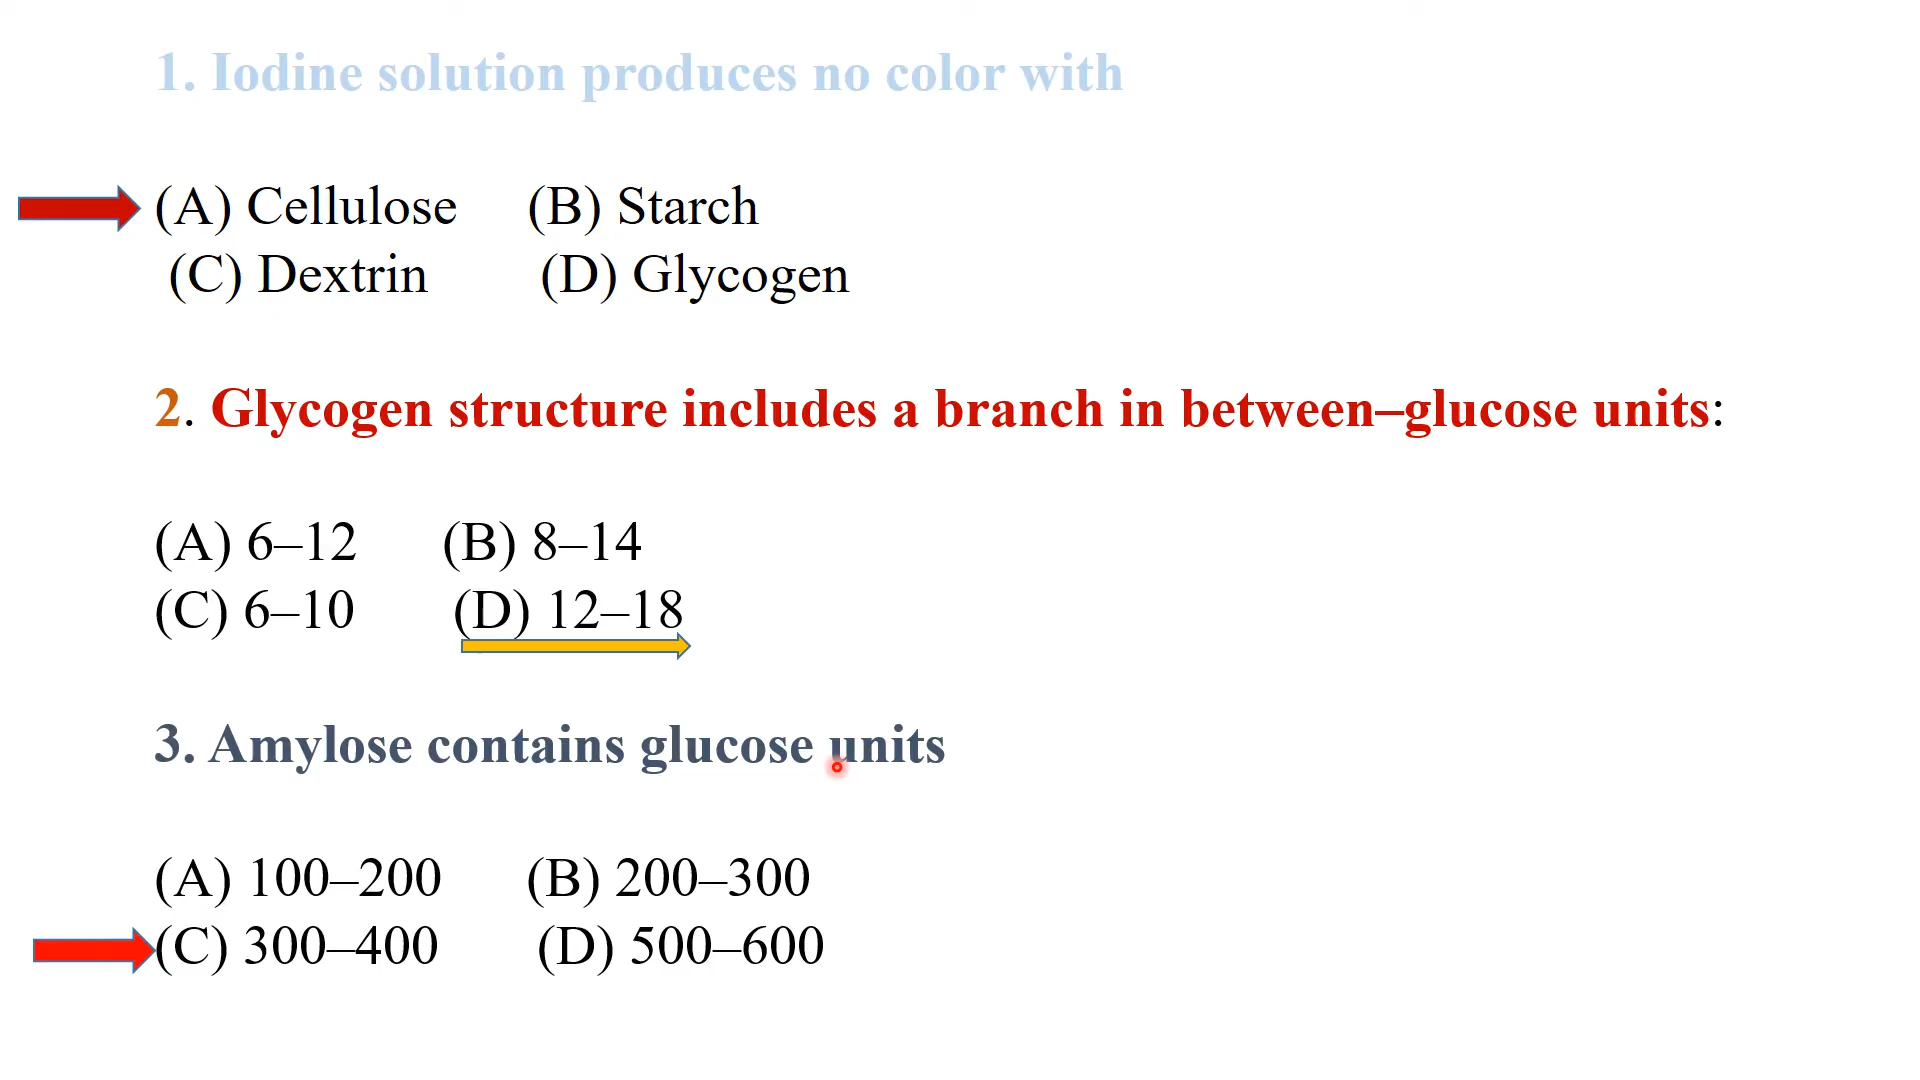 1. Iodine solution produces no color with
(A) Cellulose (B) Starch
(C) Dextrin (D) Glycogen
2. Glycogen structure includes a branch in between–glucose units:
(A) 6–12 (B) 8–14
(C) 6–10 (D) 12–18
3. Amylose contains glucose units
(A) 100–200 (B) 200–300
(C) 300–400 (D) 500–600